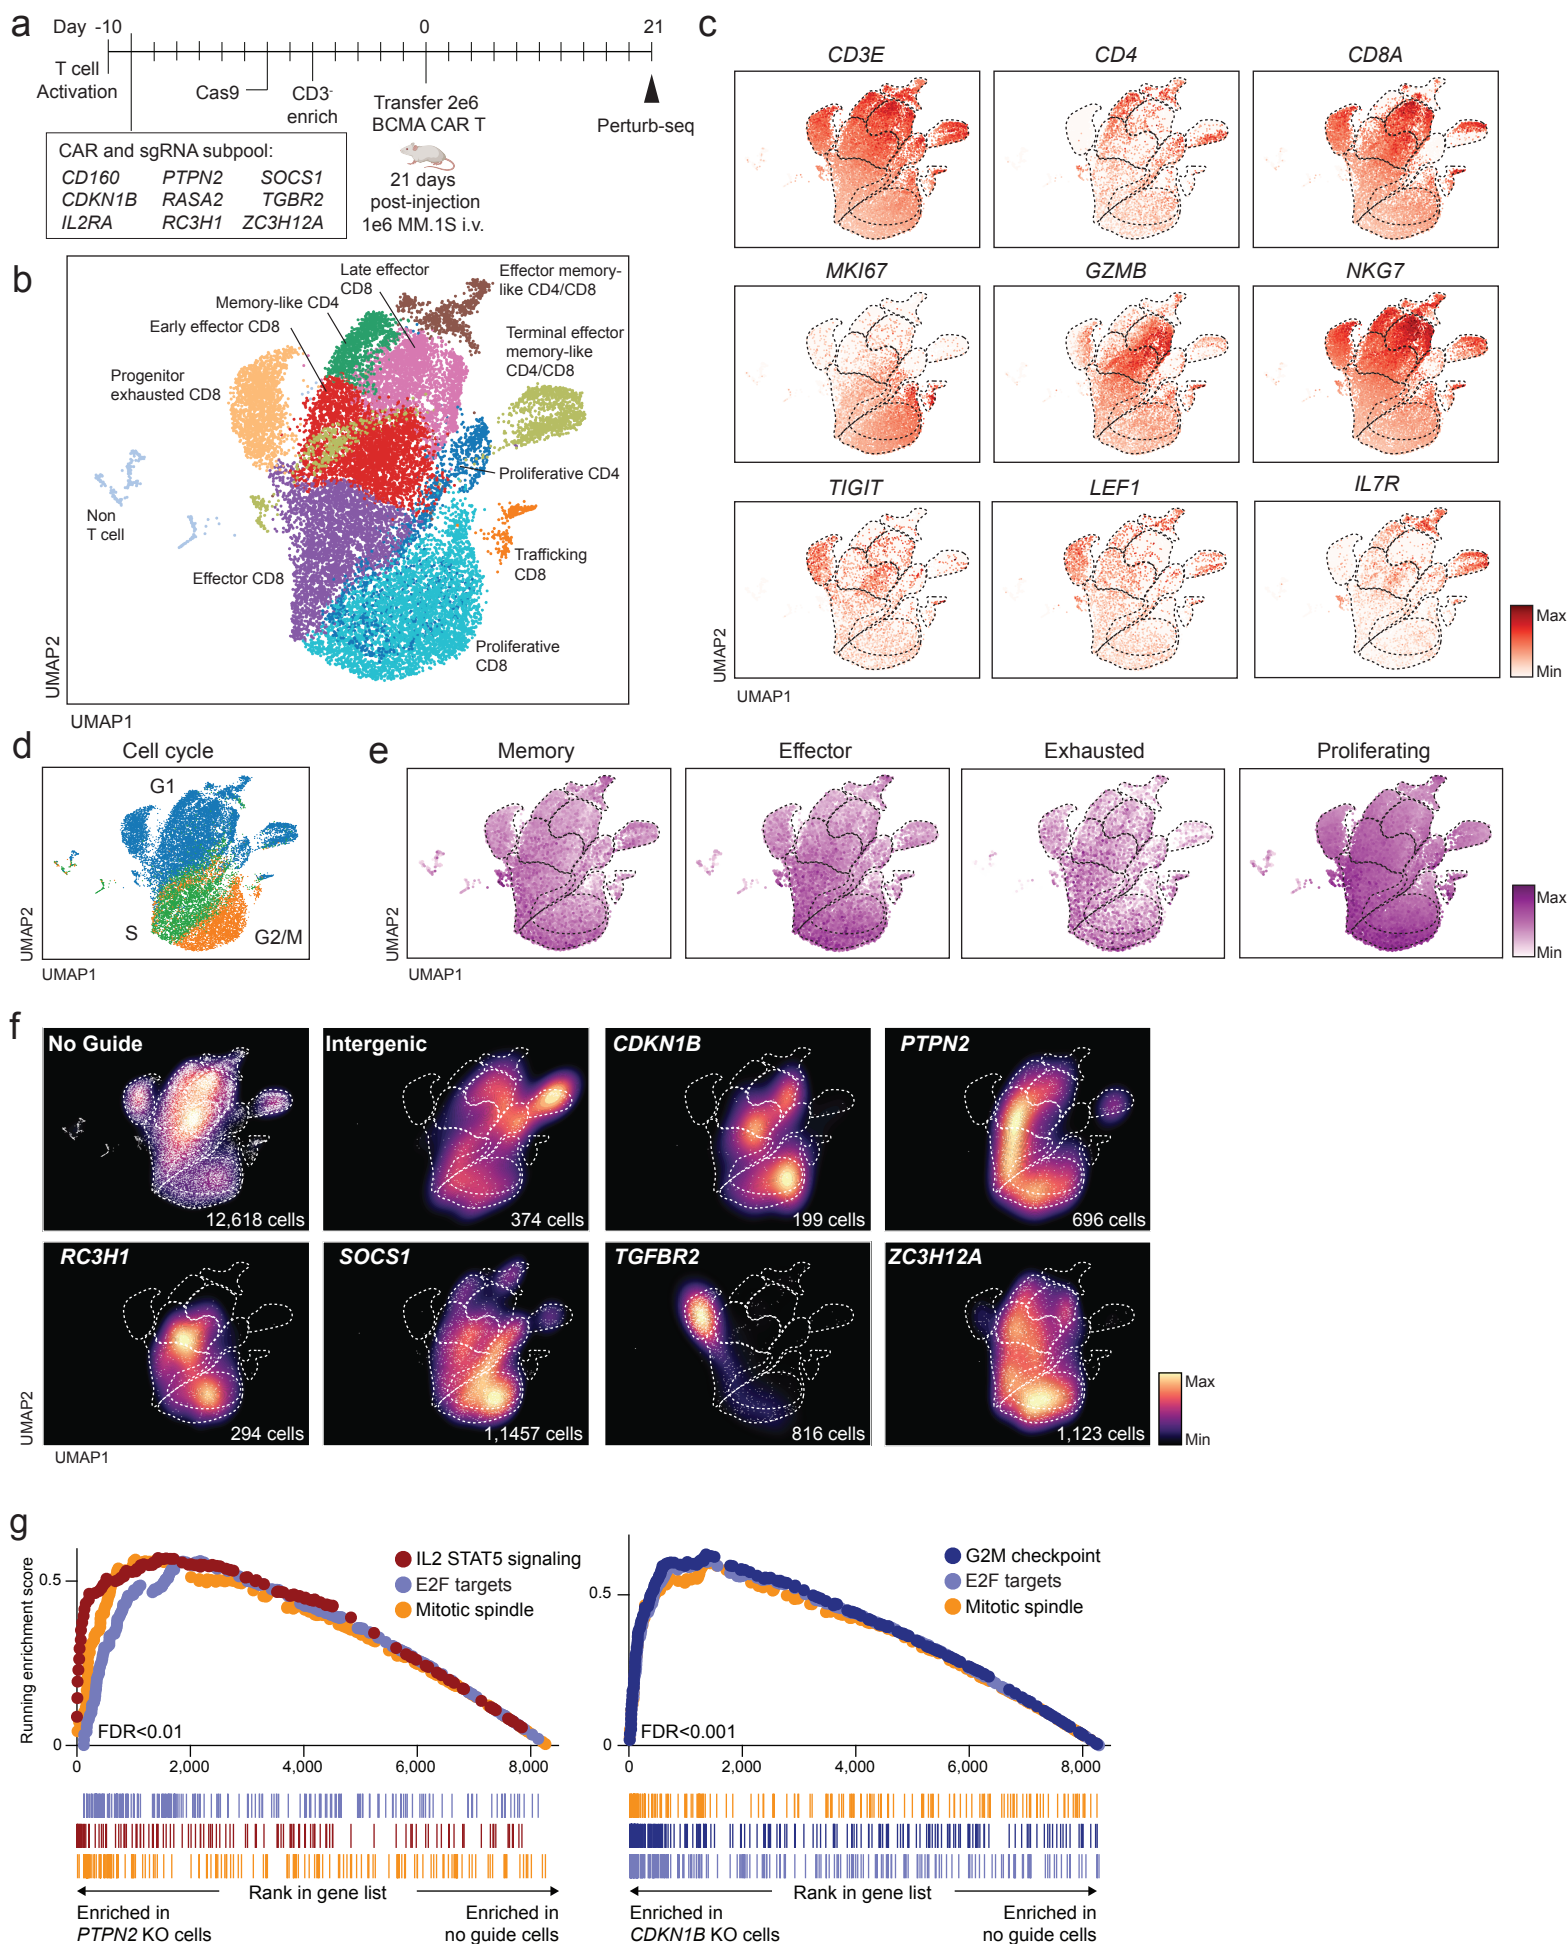 a
Day -10 0 21
T cell
Activation
Cas9
CD3-
enrich
Transfer 2e6
BCMA CAR T
21 days
post-injection
1e6 MM.1S i.v.
Perturb-seq
CAR and sgRNA subpool:
CD160 PTPN2 SOCS1
CDKN1B RASA2 TGBR2
IL2RA RC3H1 ZC3H12A
b
Late effector
CD8
Effector memory-
like CD4/CD8
Memory-like CD4
Early effector CD8
Terminal effector
memory-like
CD4/CD8
Progenitor
exhausted CD8
Proliferative CD4
Non
T cell
Trafficking
CD8
Effector CD8
Proliferative
CD8
UMAP2
UMAP1
c
CD3E CD4 CD8A
MKI67 GZMB NKG7
TIGIT LEF1 IL7R
Max
Min
UMAP2
UMAP1
d
Cell cycle
G1
S
G2/M
UMAP2
UMAP1
e
Memory Effector Exhausted Proliferating
Max
Min
UMAP2
UMAP1
f
No Guide
12,618 cells
Intergenic
374 cells
CDKN1B
199 cells
PTPN2
696 cells
RC3H1
294 cells
SOCS1
1,1457 cells
TGFBR2
816 cells
ZC3H12A
1,123 cells
Max
Min
UMAP2
UMAP1
g
Running enrichment score
0.5
0
IL2 STAT5 signaling
E2F targets
Mitotic spindle
FDR<0.01
0 2,000 4,000 6,000 8,000
Rank in gene list
Enriched in
PTPN2 KO cells
Enriched in
no guide cells
0.5
0
G2M checkpoint
E2F targets
Mitotic spindle
FDR<0.001
0 2,000 4,000 6,000 8,000
Rank in gene list
Enriched in
CDKN1B KO cells
Enriched in
no guide cells